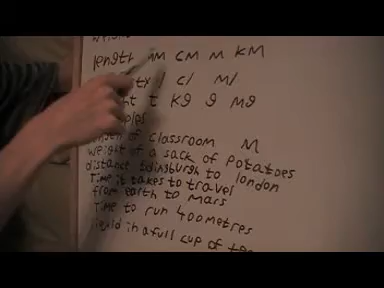 length mm cm m km
l cl ml
t kg g mg
length of classroom M
weight of a sack of potatoes
distance Edinburgh to london
Time it takes to travel
from earth to Mars
Time to run 400metres
liquid in a full cup of